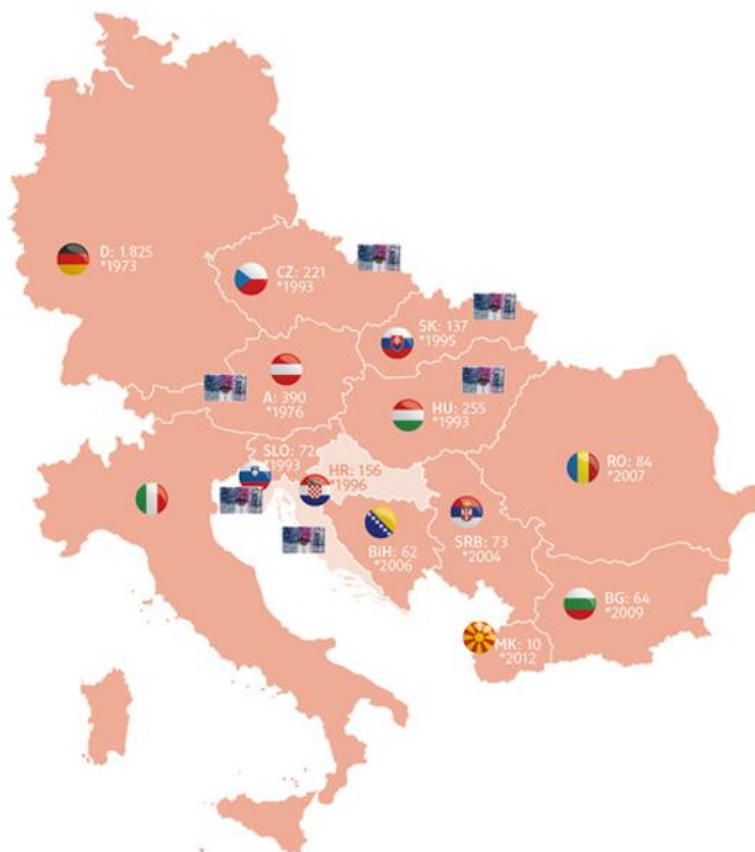 D: 1.825
*1973
CZ: 221
*1993
SK: 137
*1995
A: 390
*1976
HU: 255
*1993
SLO: 72
*1993
HR: 156
*1996
RO: 84
*2007
BiH: 62
*2006
SRB: 73
*2004
BG: 64
*2009
MK: 10
*2012